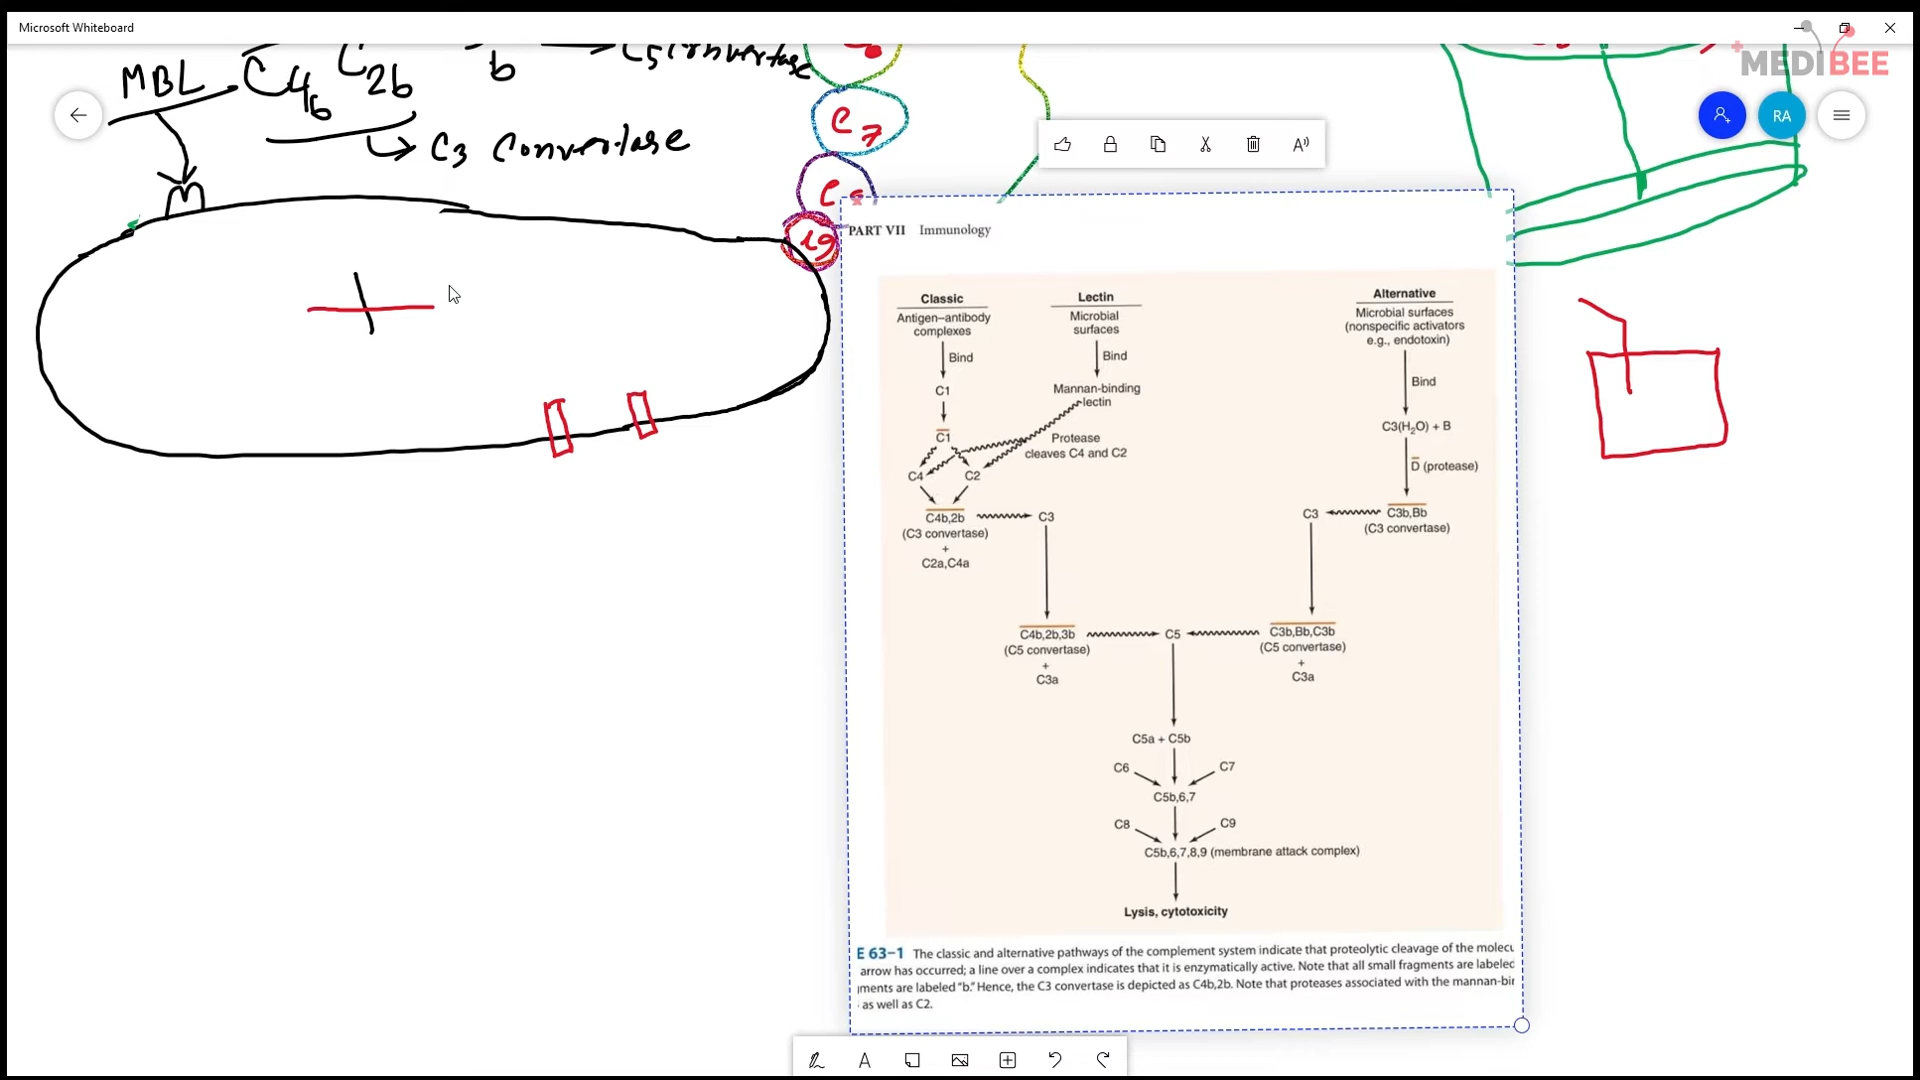 Microsoft Whiteboard
MEDIBEE
RA
MBL C4b C2b b C5 Convertase
C3 Convertase
M
C7
C9
PART VII Immunology
Classic
Antigen–antibody
complexes
Bind
C1
C1
C4 C2
C4b,2b
(C3 convertase)
+
C2a,C4a
Lectin
Microbial
surfaces
Bind
Mannan-binding
lectin
Protease
cleaves C4 and C2
C3
C4b,2b,3b
(C5 convertase)
+
C3a
Alternative
Microbial surfaces
(nonspecific activators
e.g., endotoxin)
Bind
C3(H₂O) + B
D (protease)
C3b,Bb
(C3 convertase)
C3
C3b,Bb,C3b
(C5 convertase)
+
C3a
C5
C5a + C5b
C6 C7
C5b,6,7
C8 C9
C5b,6,7,8,9 (membrane attack complex)
Lysis, cytotoxicity
E 63–1 The classic and alternative pathways of the complement system indicate that proteolytic cleavage of the molecu
arrow has occurred; a line over a complex indicates that it is enzymatically active. Note that all small fragments are labeled
ments are labeled “b.” Hence, the C3 convertase is depicted as C4b,2b. Note that proteases associated with the mannan-bin
as well as C2.